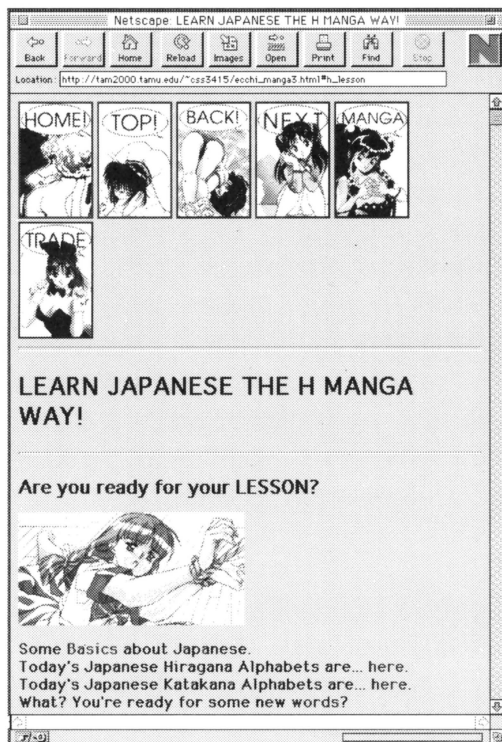 Netscape: LEARN JAPANESE THE H MANGA WAY!
Back Forward Home Reload Images Open Print Find Stop
N
Location: http://tam2000.tamu.edu/~css3415/ecchi_manga3.html#h_lesson
HOME! TOP! BACK! NEXT MANGA
TRADE
LEARN JAPANESE THE H MANGA
WAY!
Are you ready for your LESSON?
Some Basics about Japanese.
Today's Japanese Hiragana Alphabets are... here.
Today's Japanese Katakana Alphabets are... here.
What? You're ready for some new words?